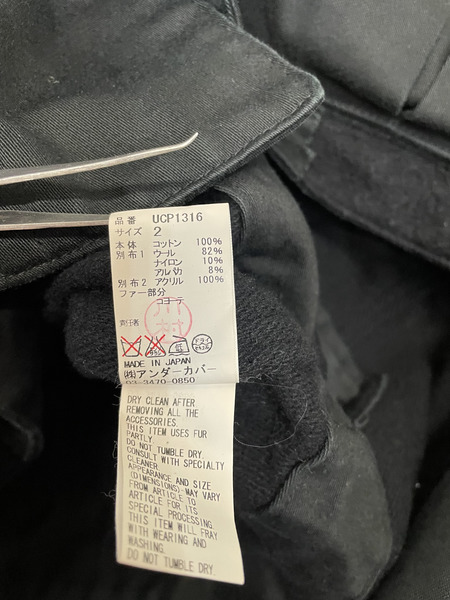 品番 UCP1316
サイズ 2
本体 コットン 100%
別布1 ウール 82%
ナイロン 10%
アルパカ 8%
別布2 アクリル 100%
ファー部分
コヨーテ
責任者
MADE IN JAPAN
(株)アンダーカバー
03-3470-0850
DRY CLEAN AFTER
REMOVING ALL THE
ACCESSORIES.
THIS ITEM USES FUR
PARTLY
DO NOT TUMBLE DRY.
CONSULT WITH SPECIALTY
CLEANER
APPEARANCE AND SIZE
(DIMENSIONS) MAY VARY
FROM ARTICLE TO
ARTICLE FOR ITS
SPECIAL PROCESSING.
THIS ITEM WILL FRAY
WITH WEARING AND
WASHING.
DO NOT TUMBLE DRY